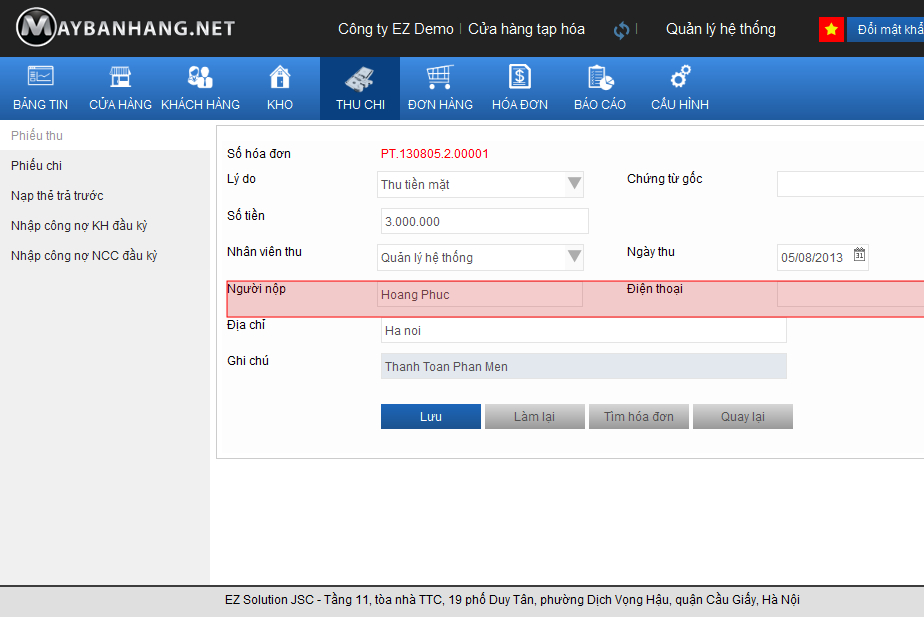 MAYBANHANG.NET
Công ty EZ Demo | Cửa hàng tạp hóa | Quản lý hệ thống
Đổi mật khẩ
BẢNG TIN CỬA HÀNG KHÁCH HÀNG KHO THU CHI ĐƠN HÀNG HÓA ĐƠN BÁO CÁO CẤU HÌNH
Phiếu thu
Phiếu chi
Nạp thẻ trả trước
Nhập công nợ KH đầu kỳ
Nhập công nợ NCC đầu kỳ
Số hóa đơn PT.130805.2.00001
Lý do Thu tiền mặt Chứng từ gốc
Số tiền 3.000.000
Nhân viên thu Quản lý hệ thống Ngày thu 05/08/2013 31
Người nộp Hoang Phuc Điện thoại
Địa chỉ Ha noi
Ghi chú Thanh Toan Phan Men
Lưu Làm lại Tìm hóa đơn Quay lại
EZ Solution JSC - Tầng 11, tòa nhà TTC, 19 phố Duy Tân, phường Dịch Vọng Hậu, quận Cầu Giấy, Hà Nội